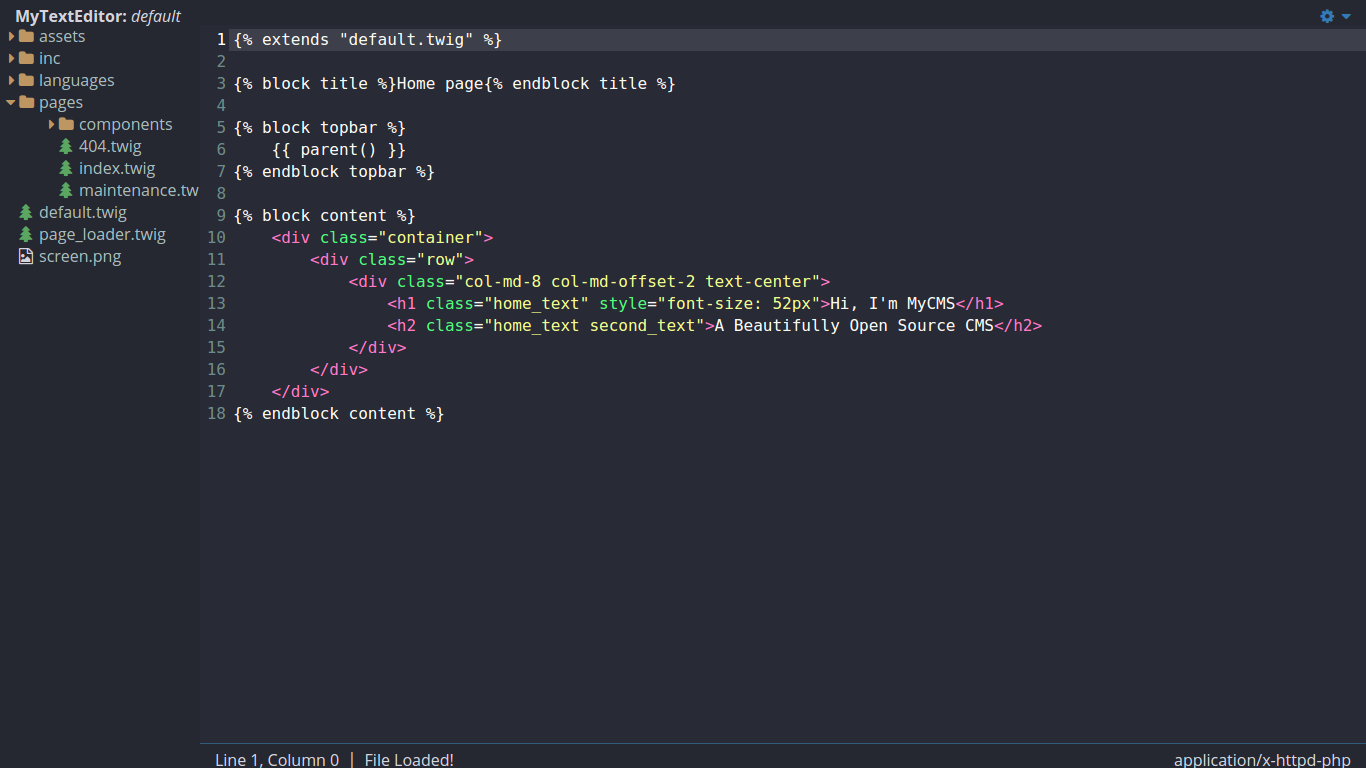 MyTextEditor: default
assets
inc
languages
pages
components
404.twig
index.twig
maintenance.tw
default.twig
page_loader.twig
screen.png
1 {% extends "default.twig" %}
2
3 {% block title %}Home page{% endblock title %}
4
5 {% block topbar %}
6     {{ parent() }}
7 {% endblock topbar %}
8
9 {% block content %}
10     <div class="container">
11         <div class="row">
12             <div class="col-md-8 col-md-offset-2 text-center">
13                 <h1 class="home_text" style="font-size: 52px">Hi, I'm MyCMS</h1>
14                 <h2 class="home_text second_text">A Beautifully Open Source CMS</h2>
15             </div>
16         </div>
17     </div>
18 {% endblock content %}
Line 1, Column 0 | File Loaded!
application/x-httpd-php